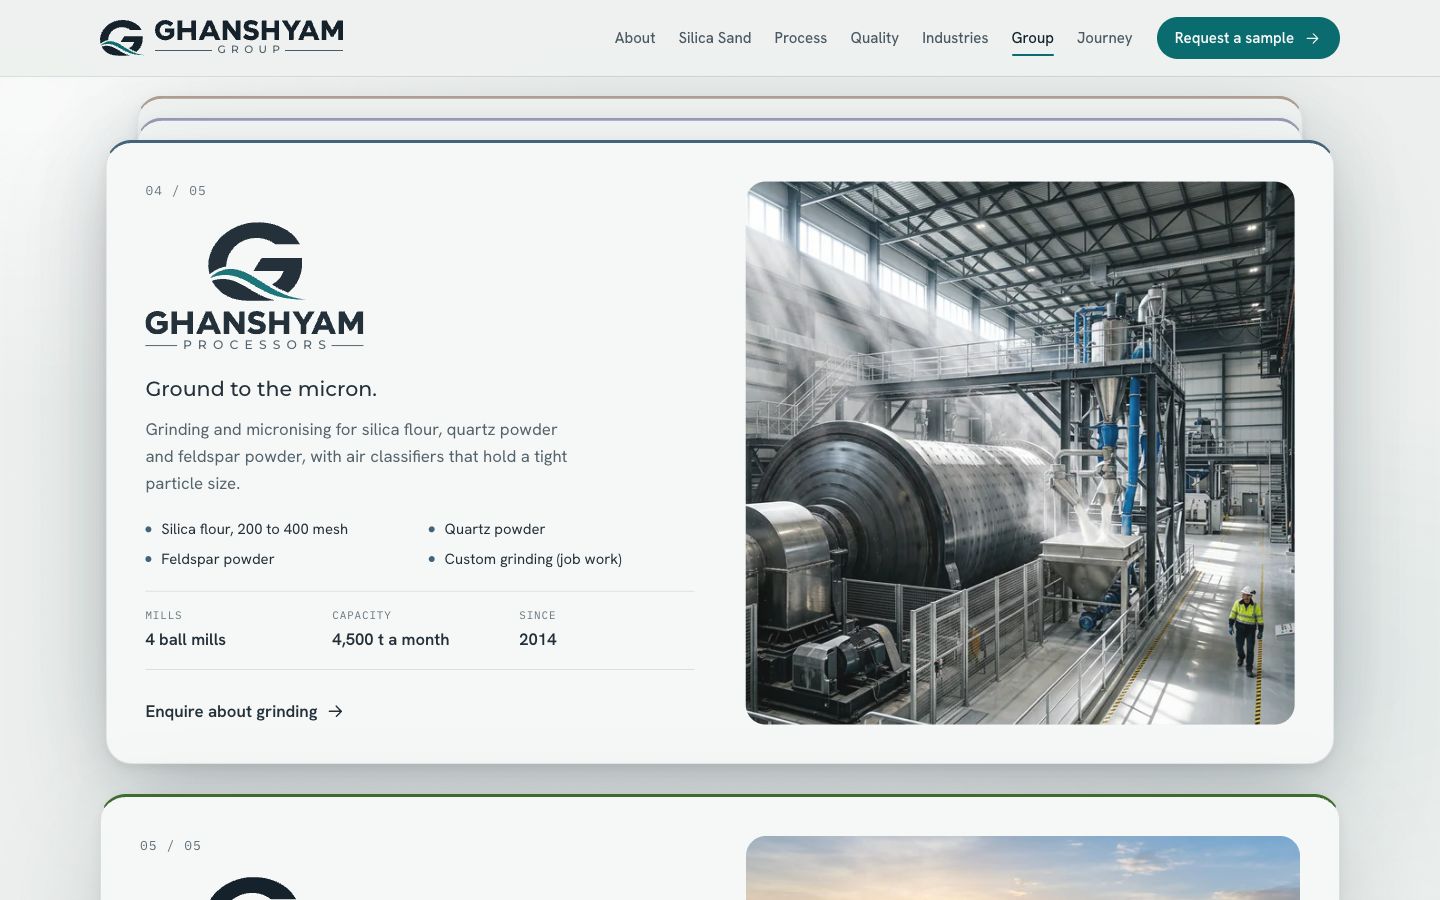 GHANSHYAM
GROUP
About
Silica Sand
Process
Quality
Industries
Group
Journey
Request a sample →
04 / 05
GHANSHYAM
PROCESSORS
Ground to the micron.
Grinding and micronising for silica flour, quartz powder
and feldspar powder, with air classifiers that hold a tight
particle size.
Silica flour, 200 to 400 mesh
Quartz powder
Feldspar powder
Custom grinding (job work)
MILLS
CAPACITY
SINCE
4 ball mills
4,500 t a month
2014
Enquire about grinding →
05 / 05